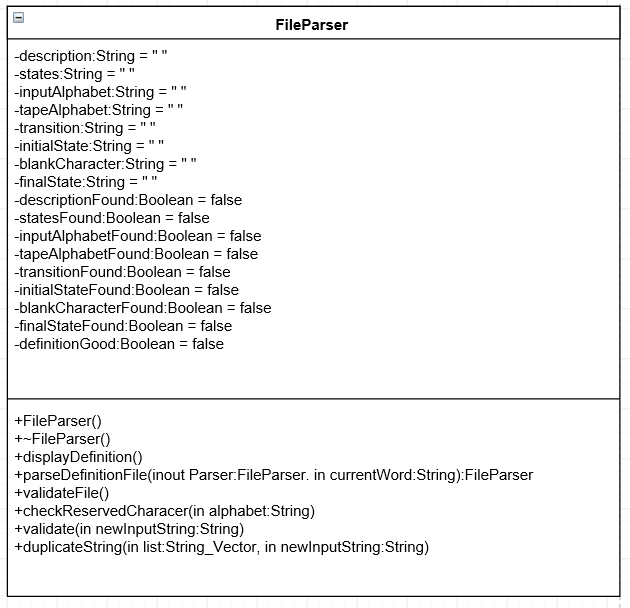 FileParser
-description:String = " "
-states:String = " "
-inputAlphabet:String = " "
-tapeAlphabet:String = " "
-transition:String = " "
-initialState:String = " "
-blankCharacter:String = " "
-finalState:String = " "
-descriptionFound:Boolean = false
-statesFound:Boolean = false
-inputAlphabetFound:Boolean = false
-tapeAlphabetFound:Boolean = false
-transitionFound:Boolean = false
-initialStateFound:Boolean = false
-blankCharacterFound:Boolean = false
-finalStateFound:Boolean = false
-definitionGood:Boolean = false
+FileParser()
+~FileParser()
+displayDefinition()
+parseDefinitionFile(inout Parser:FileParser. in currentWord:String):FileParser
+validateFile()
+checkReservedCharacer(in alphabet:String)
+validate(in newInputString:String)
+duplicateString(in list:String_Vector, in newInputString:String)